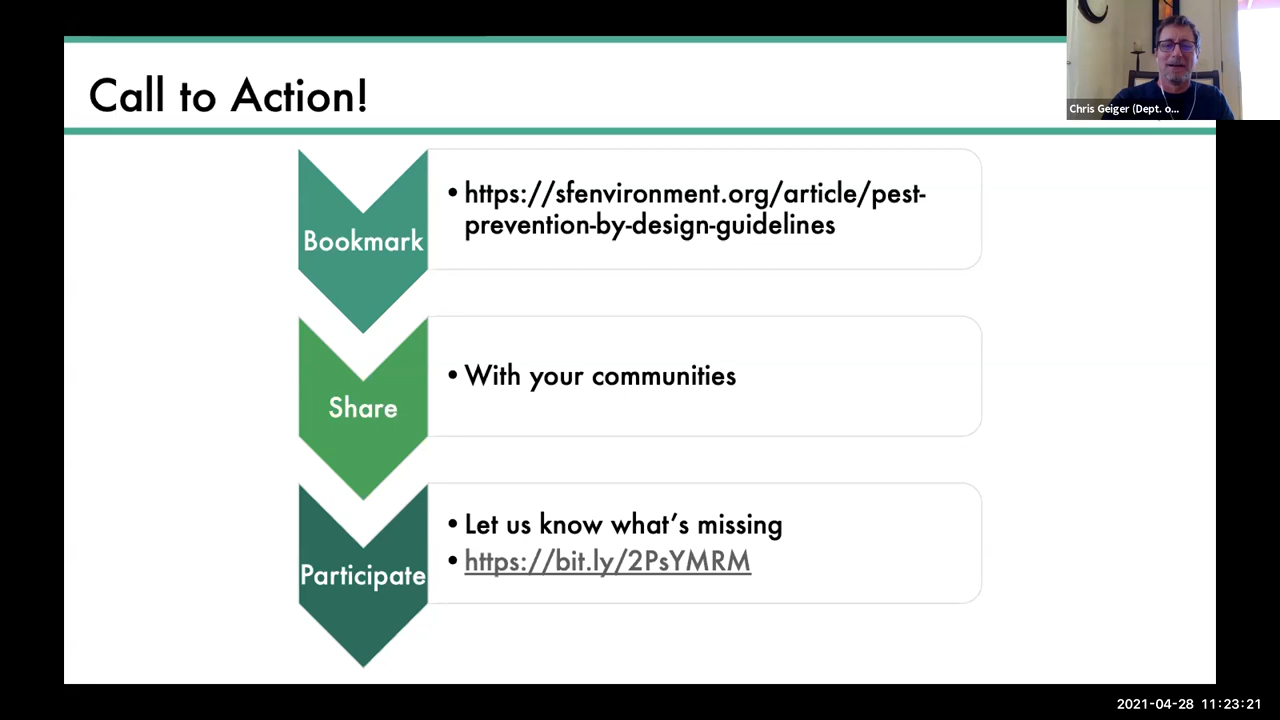 Call to Action!
Chris Geiger (Dept. o...
Bookmark
• https://sfenvironment.org/article/pest-
prevention-by-design-guidelines
Share
• With your communities
Participate
• Let us know what’s missing
• https://bit.ly/2PsYMRM
2021-04-28 11:23:21